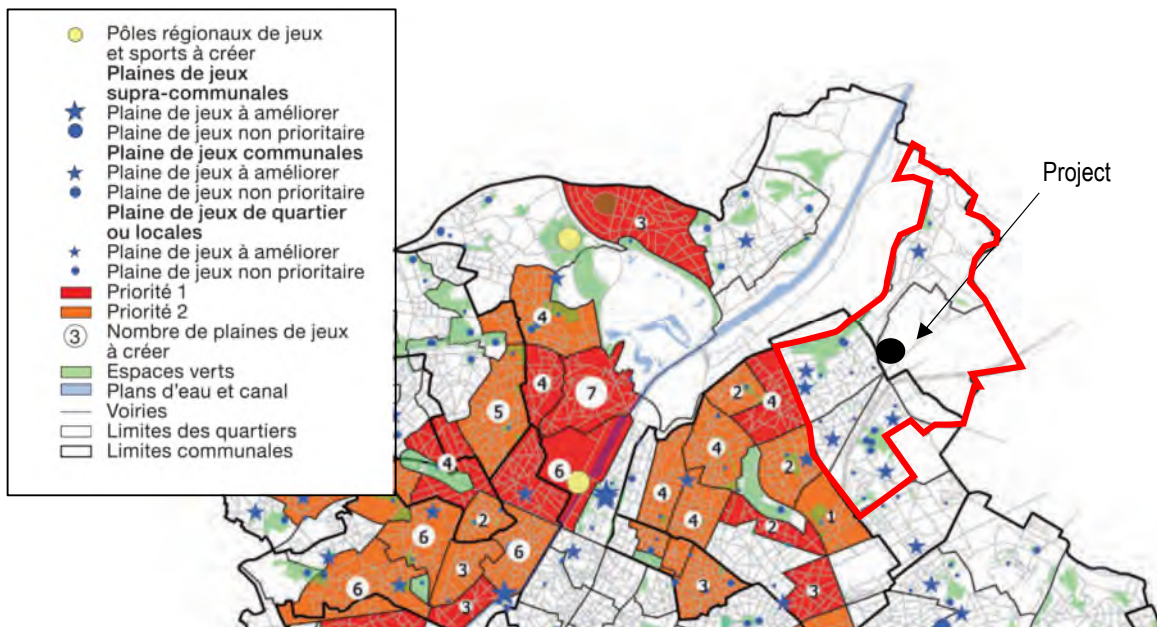 Pôles régionaux de jeux
et sports à créer
Plaines de jeux
supra-communales
Plaine de jeux à améliorer
Plaine de jeux non prioritaire
Plaine de jeux communales
Plaine de jeux à améliorer
Plaine de jeux non prioritaire
Plaine de jeux de quartier
ou locales
Plaine de jeux à améliorer
Plaine de jeux non prioritaire
Priorité 1
Priorité 2
3 Nombre de plaines de jeux
à créer
Espaces verts
Plans d'eau et canal
Voiries
Limites des quartiers
Limites communales
Project
3
4
4
7
2
4
5
4
4
6
2
4
4
2
1
6
2
6
3
3
6
3
3